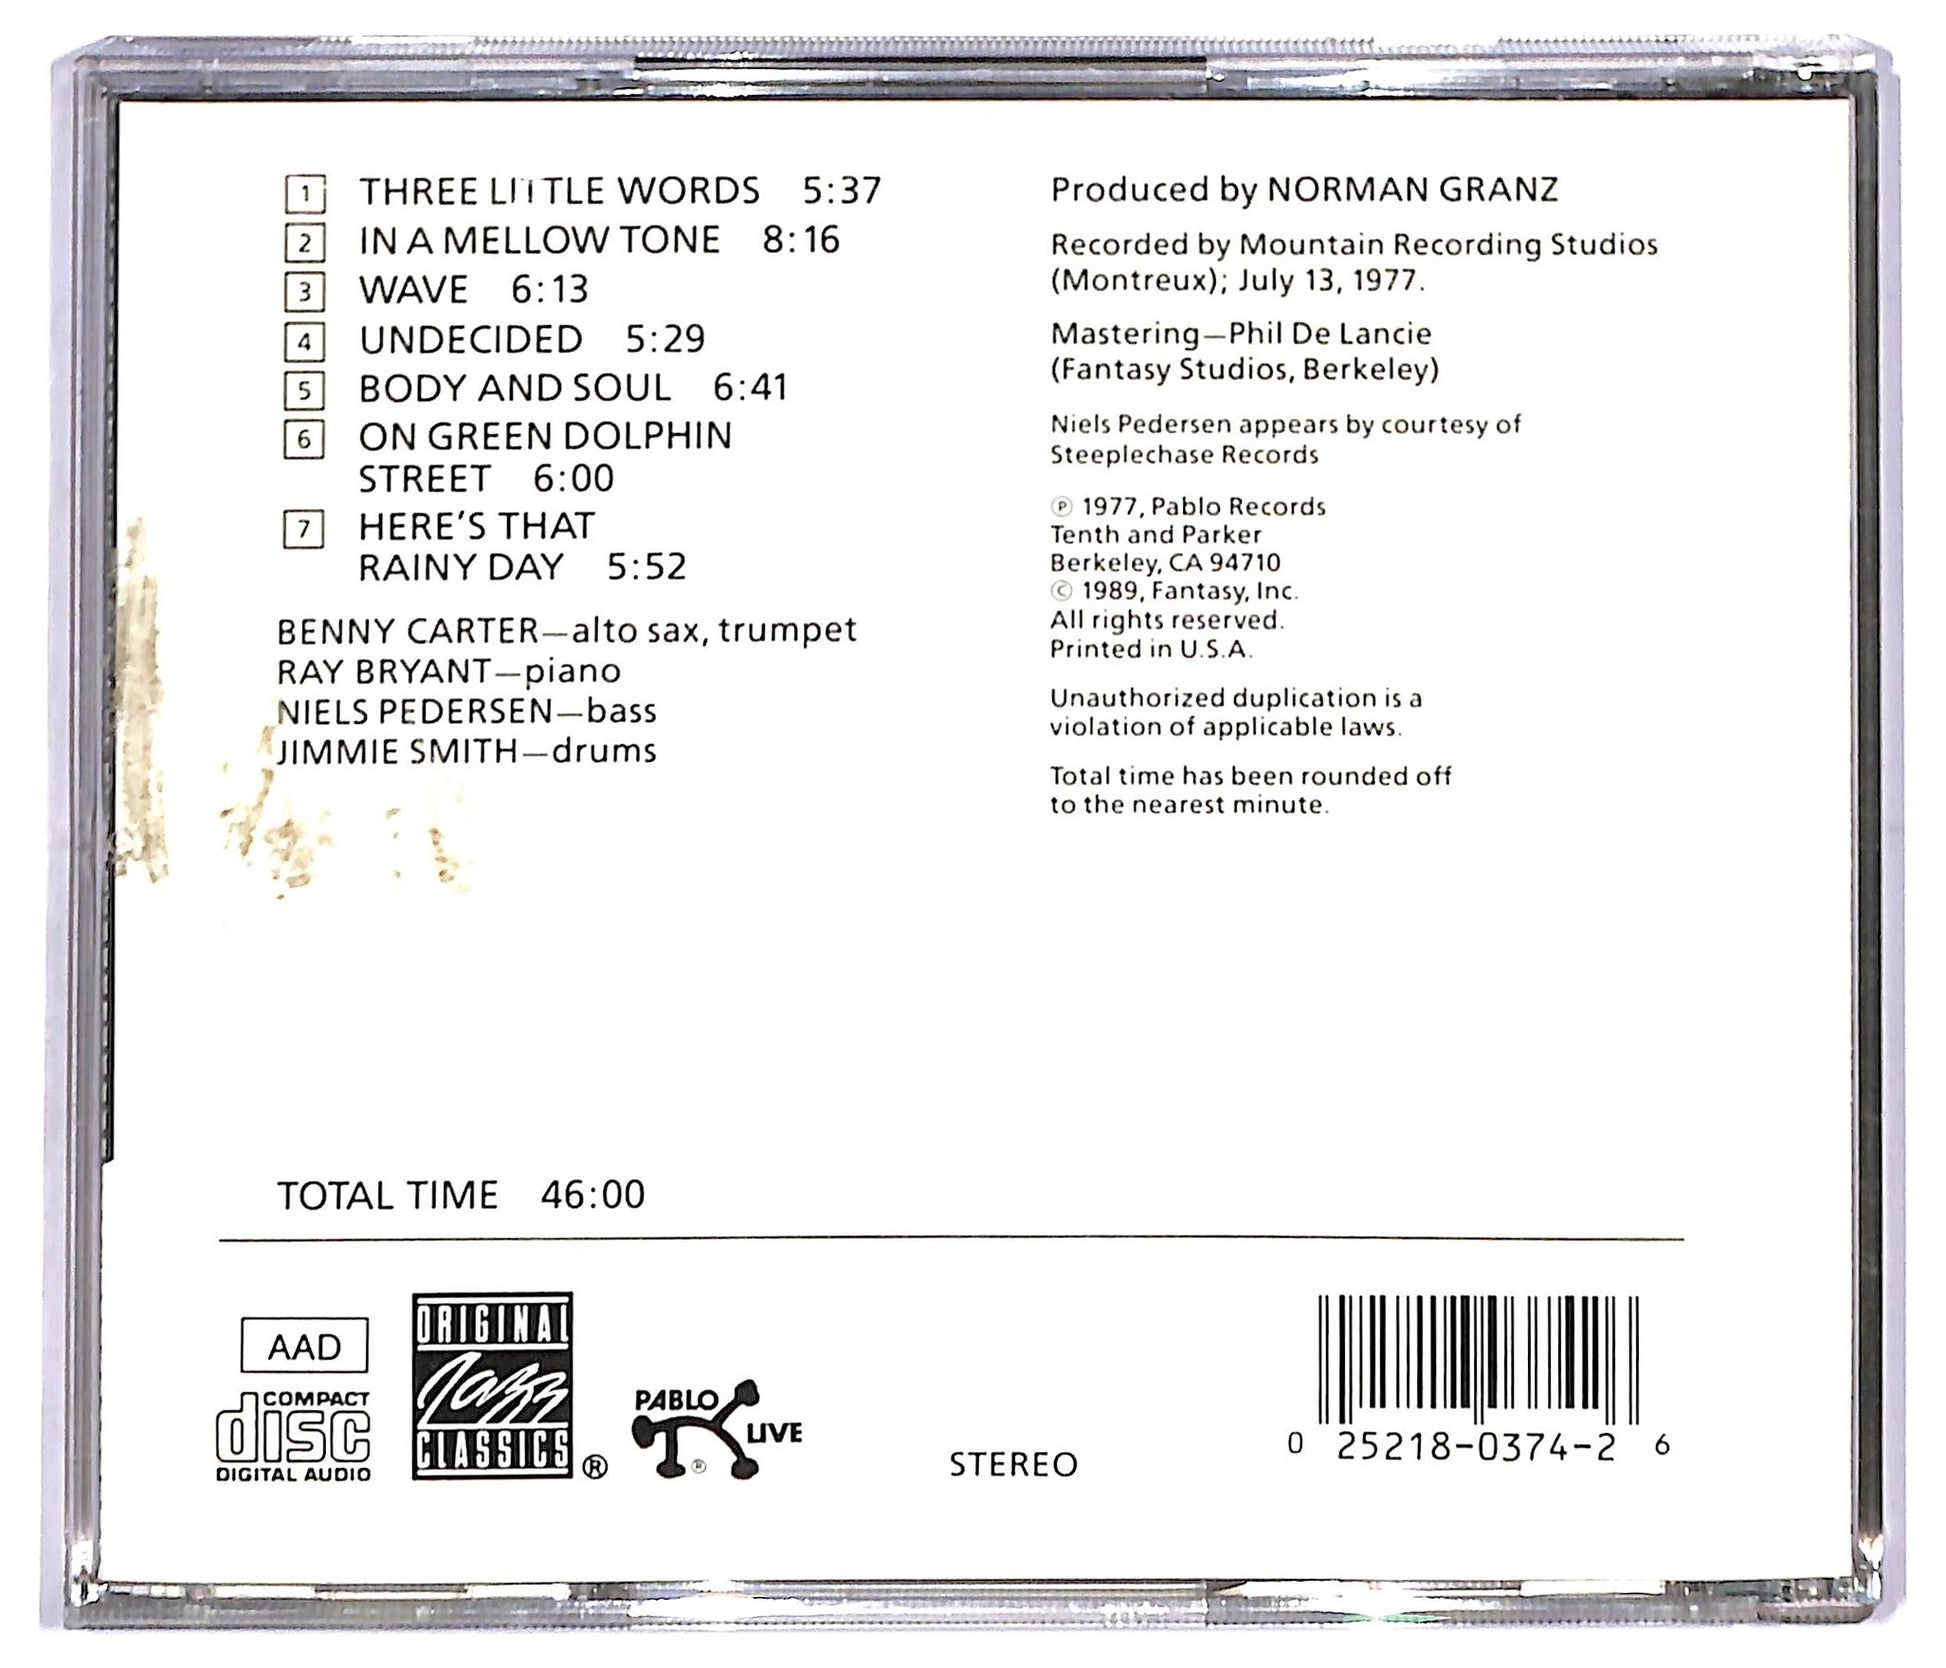 1 THREE LITTLE WORDS 5:37
2 IN A MELLOW TONE 8:16
3 WAVE 6:13
4 UNDECIDED 5:29
5 BODY AND SOUL 6:41
6 ON GREEN DOLPHIN
STREET 6:00
7 HERE'S THAT
RAINY DAY 5:52
BENNY CARTER—alto sax, trumpet
RAY BRYANT—piano
NIELS PEDERSEN—bass
JIMMIE SMITH—drums
Produced by NORMAN GRANZ
Recorded by Mountain Recording Studios
(Montreux); July 13, 1977.
Mastering—Phil De Lancie
(Fantasy Studios, Berkeley)
Niels Pedersen appears by courtesy of
Steeplechase Records
℗ 1977, Pablo Records
Tenth and Parker
Berkeley, CA 94710
© 1989, Fantasy, Inc.
All rights reserved.
Printed in U.S.A.
Unauthorized duplication is a
violation of applicable laws.
Total time has been rounded off
to the nearest minute.
TOTAL TIME 46:00
AAD
COMPACT
disc
DIGITAL AUDIO
ORIGINAL
Jazz
CLASSICS ®
PABLO
LIVE
®
STEREO
0 25218-0374-2 6